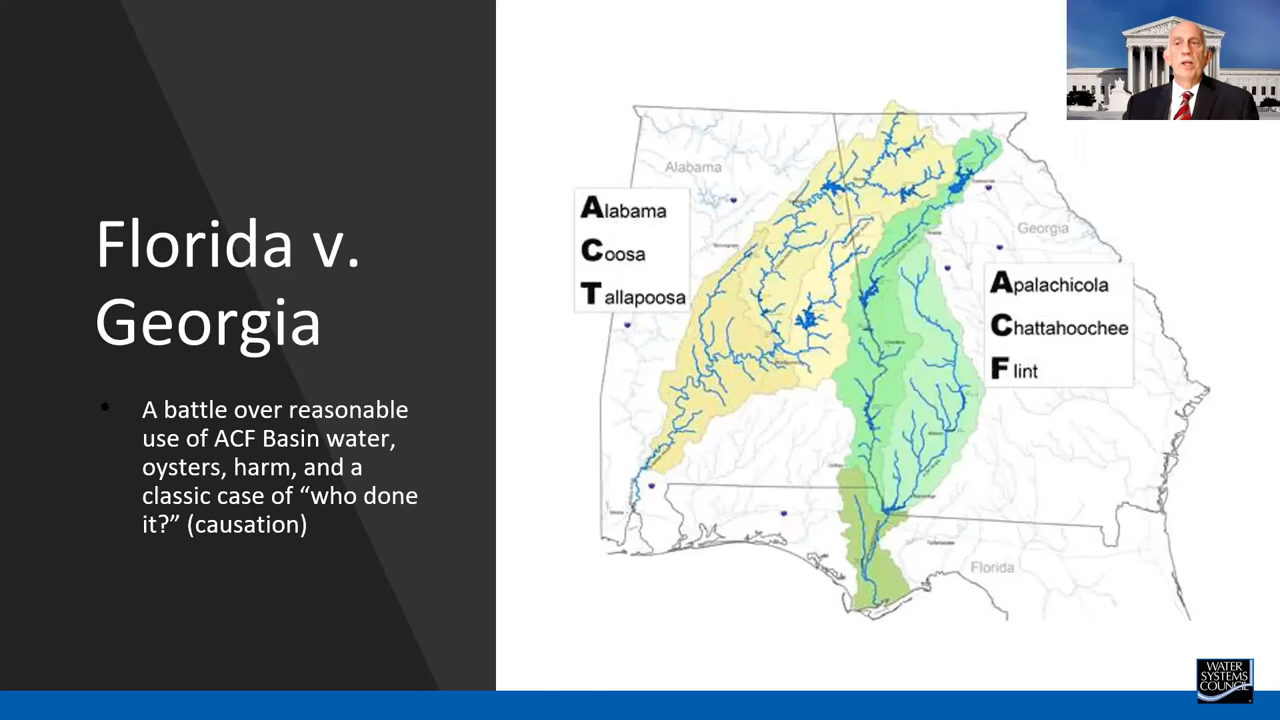 Florida v.
Georgia
• A battle over reasonable
use of ACF Basin water,
oysters, harm, and a
classic case of “who done
it?” (causation)
Alabama
Alabama
Coosa
Tallapoosa
Georgia
Apalachicola
Chattahoochee
Flint
Florida
WATER
SYSTEMS
COUNCIL